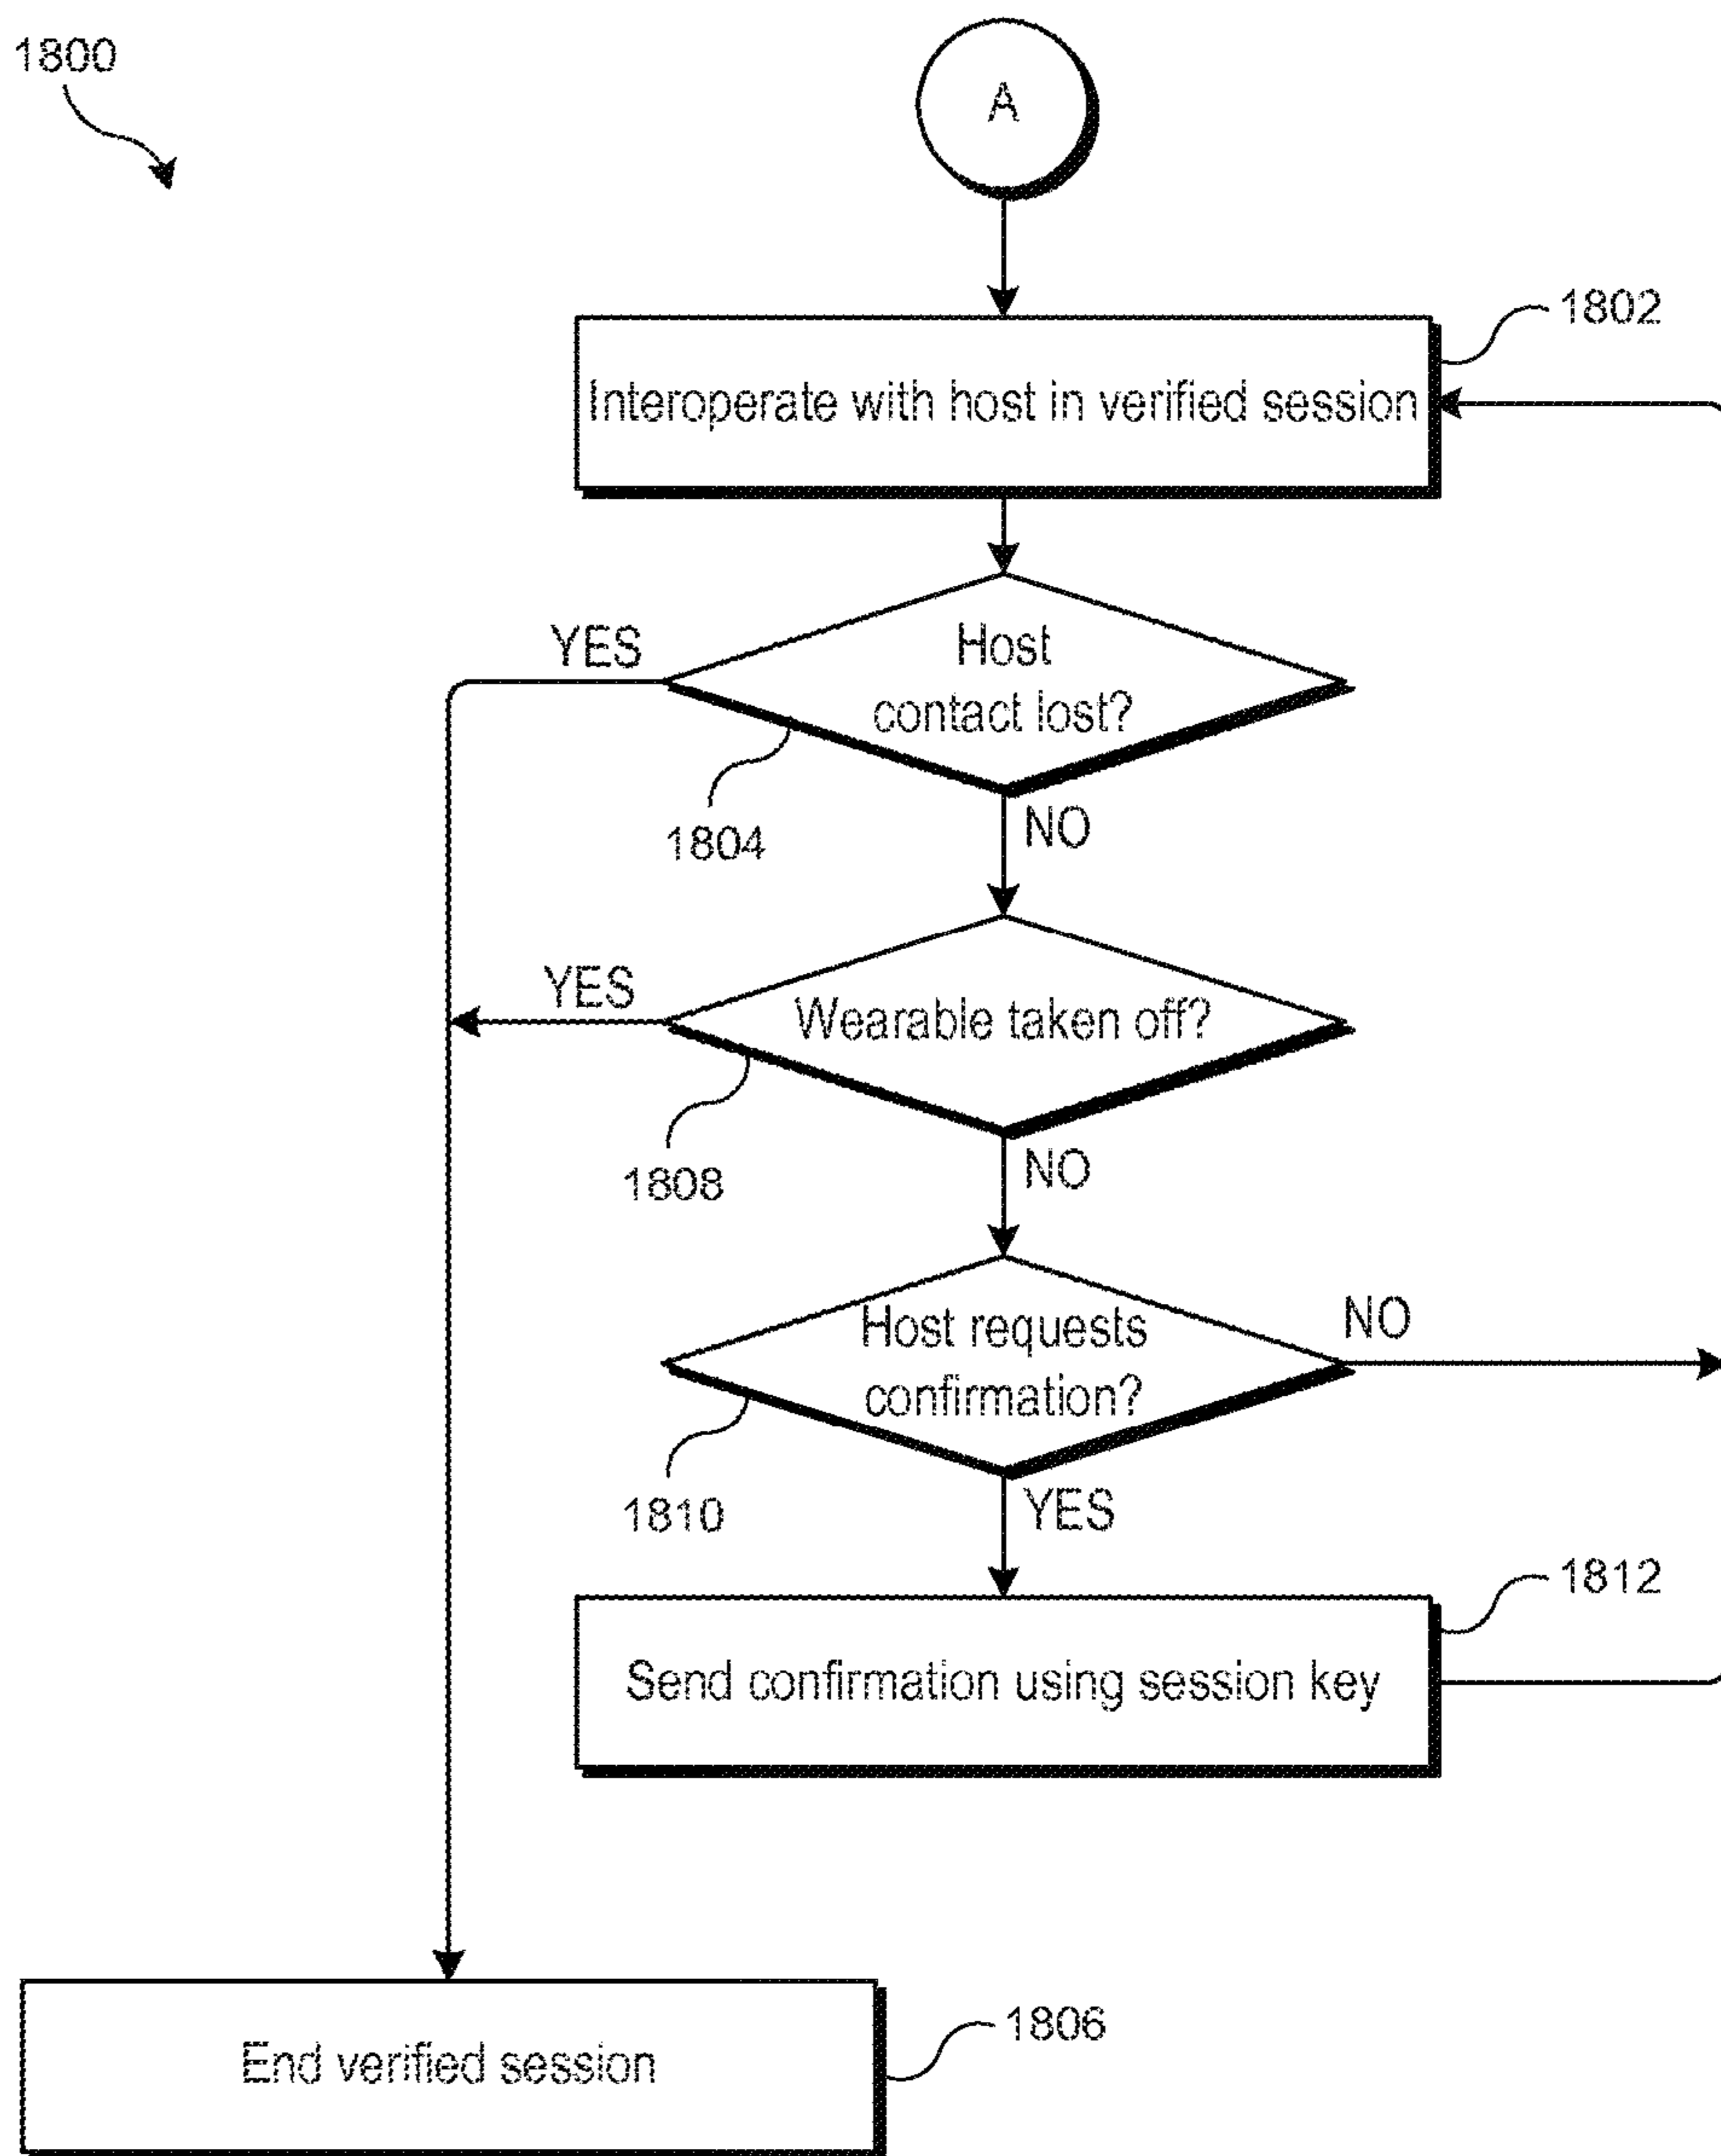 1800
A
1802
Interoperate with host in verified session
YES
Host
contact lost?
1804
NO
YES
Wearable taken off?
1808
NO
Host requests
confirmation?
NO
1810
YES
1812
Send confirmation using session key
1806
End verified session